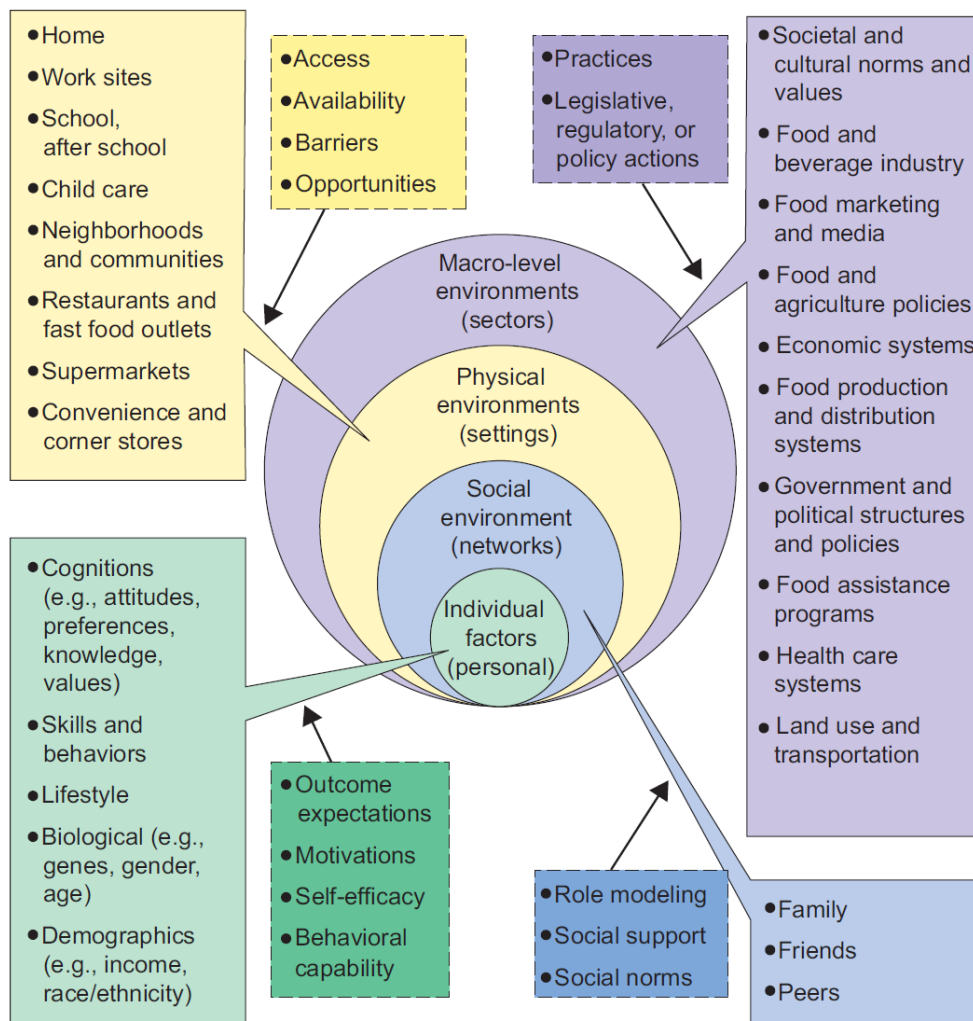 ● Home
● Work sites
● School,
after school
● Child care
● Neighborhoods
and communities
● Restaurants and
fast food outlets
● Supermarkets
● Convenience and
corner stores
● Access
● Availability
● Barriers
● Opportunities
● Practices
● Legislative,
regulatory, or
policy actions
● Societal and
cultural norms and
values
● Food and
beverage industry
● Food marketing
and media
● Food and
agriculture policies
● Economic systems
● Food production
and distribution
systems
● Government and
political structures
and policies
● Food assistance
programs
● Health care
systems
● Land use and
transportation
Macro-level
environments
(sectors)
Physical
environments
(settings)
Social
environment
(networks)
Individual
factors
(personal)
● Cognitions
(e.g., attitudes,
preferences,
knowledge,
values)
● Skills and
behaviors
● Lifestyle
● Biological (e.g.,
genes, gender,
age)
● Demographics
(e.g., income,
race/ethnicity)
● Outcome
expectations
● Motivations
● Self-efficacy
● Behavioral
capability
● Role modeling
● Social support
● Social norms
● Family
● Friends
● Peers